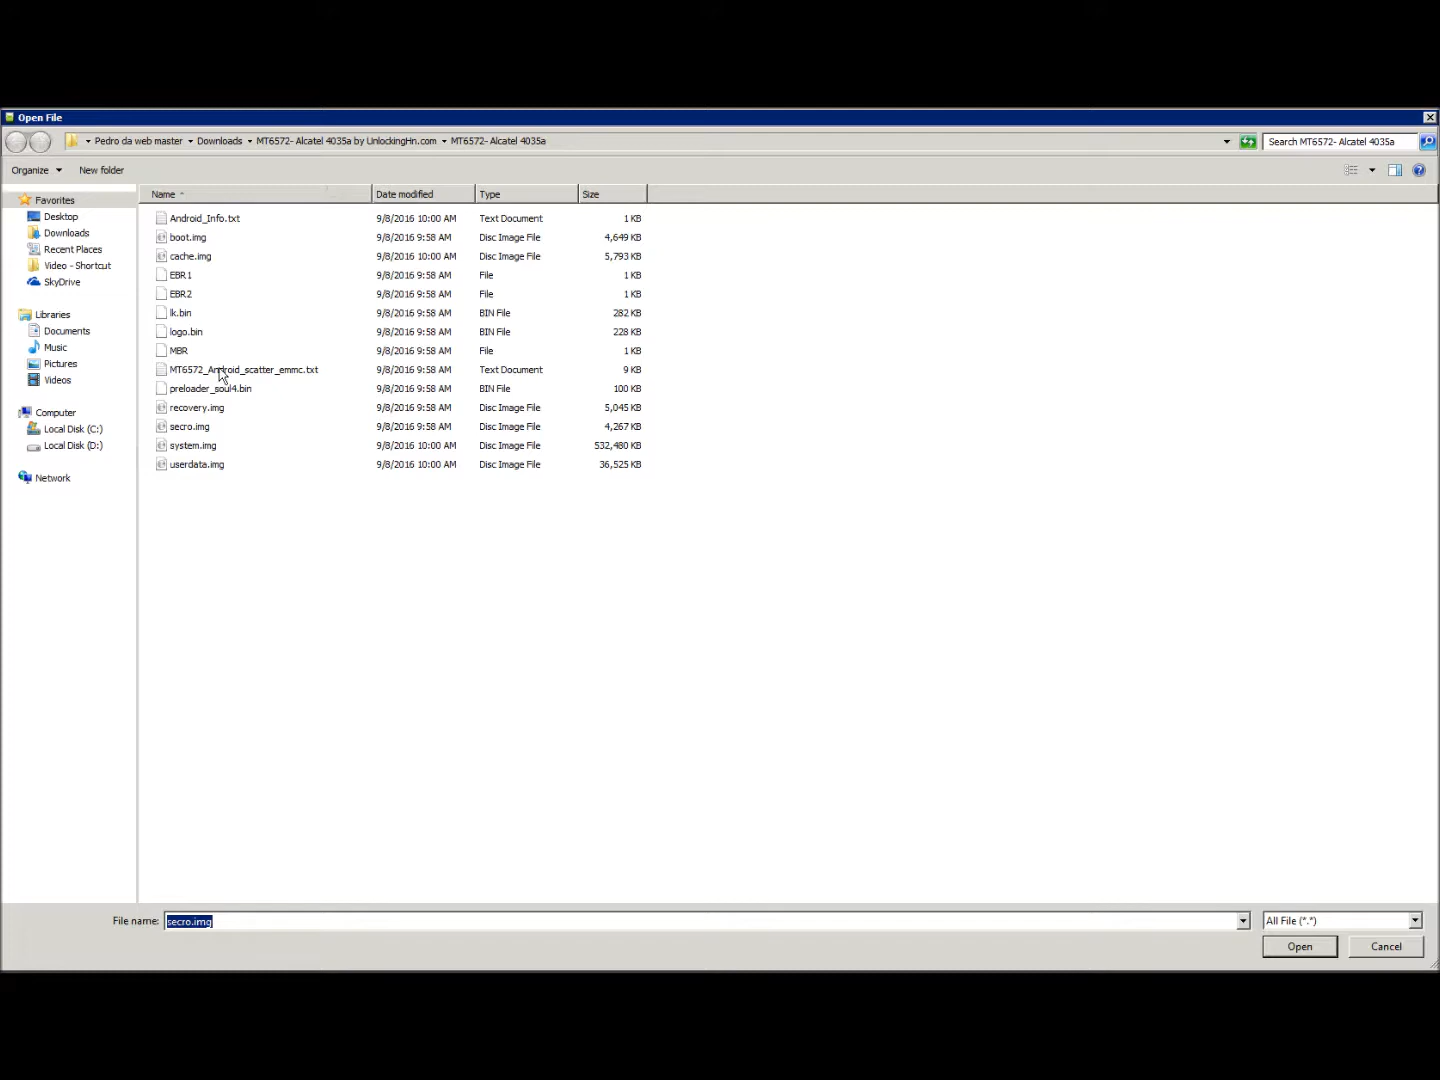 Open File
Pedro da web master Downloads MT6572- Alcatel 4035a by UnlockingHn.com MT6572- Alcatel 4035a Search MT6572- Alcatel 4035a
Organize New folder
Name Date modified Type Size
Favorites
Desktop
Downloads
Recent Places
Video - Shortcut
SkyDrive
Libraries
Documents
Music
Pictures
Videos
Computer
Local Disk (C:)
Local Disk (D:)
Network
Android_Info.txt 9/8/2016 10:00 AM Text Document 1 KB
boot.img 9/8/2016 9:58 AM Disc Image File 4,649 KB
cache.img 9/8/2016 10:00 AM Disc Image File 5,793 KB
EBR1 9/8/2016 9:58 AM File 1 KB
EBR2 9/8/2016 9:58 AM File 1 KB
lk.bin 9/8/2016 9:58 AM BIN File 282 KB
logo.bin 9/8/2016 9:58 AM BIN File 228 KB
MBR 9/8/2016 9:58 AM File 1 KB
MT6572_Android_scatter_emmc.txt 9/8/2016 9:58 AM Text Document 9 KB
preloader_soul4.bin 9/8/2016 9:58 AM BIN File 100 KB
recovery.img 9/8/2016 9:58 AM Disc Image File 5,045 KB
secro.img 9/8/2016 9:58 AM Disc Image File 4,267 KB
system.img 9/8/2016 10:00 AM Disc Image File 532,480 KB
userdata.img 9/8/2016 10:00 AM Disc Image File 36,525 KB
File name: secro.img All File (*.*)
Open Cancel